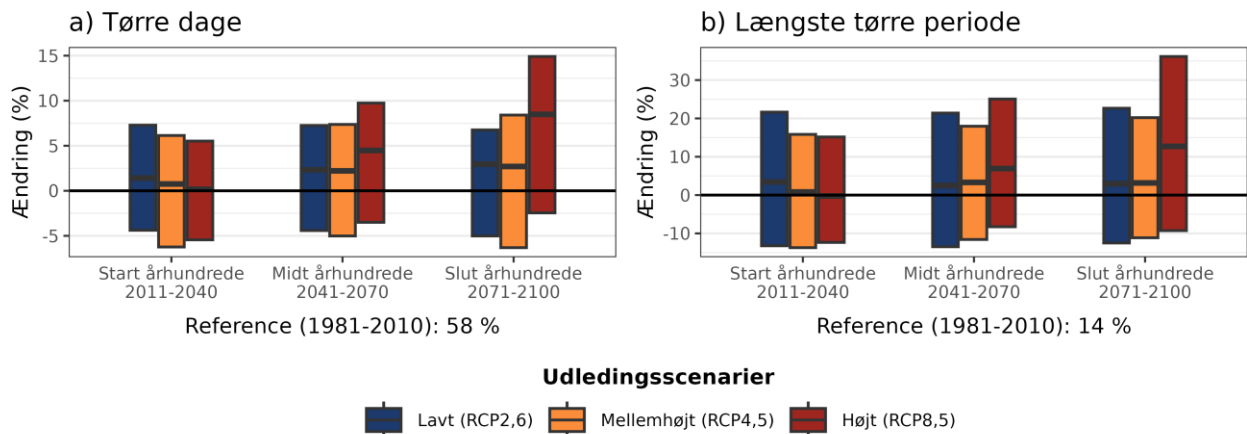 a) Tørre dage
Ændring (%)
15
10
5
0
-5
Start århundrede
2011-2040
Midt århundrede
2041-2070
Slut århundrede
2071-2100
Reference (1981-2010): 58 %
b) Længste tørre periode
Ændring (%)
30
20
10
0
-10
Start århundrede
2011-2040
Midt århundrede
2041-2070
Slut århundrede
2071-2100
Reference (1981-2010): 14 %
Udledingsscenarier
Lavt (RCP2,6)
Mellemhøjt (RCP4,5)
Højt (RCP8,5)